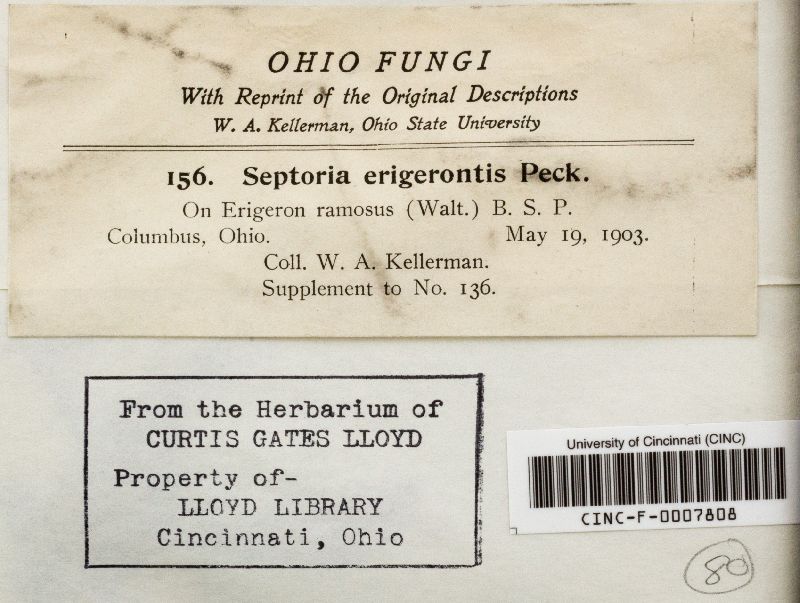 OHIO FUNGI
With Reprint of the Original Descriptions
W. A. Kellerman, Ohio State University
156. Septoria erigerontis Peck.
On Erigeron ramosus (Walt.) B. S. P.
Columbus, Ohio. May 19, 1903.
Coll. W. A. Kellerman.
Supplement to No. 136.
From the Herbarium of
CURTIS GATES LLOYD
Property of-
LLOYD LIBRARY
Cincinnati, Ohio
University of Cincinnati (CINC)
CINC-F-0007808
80